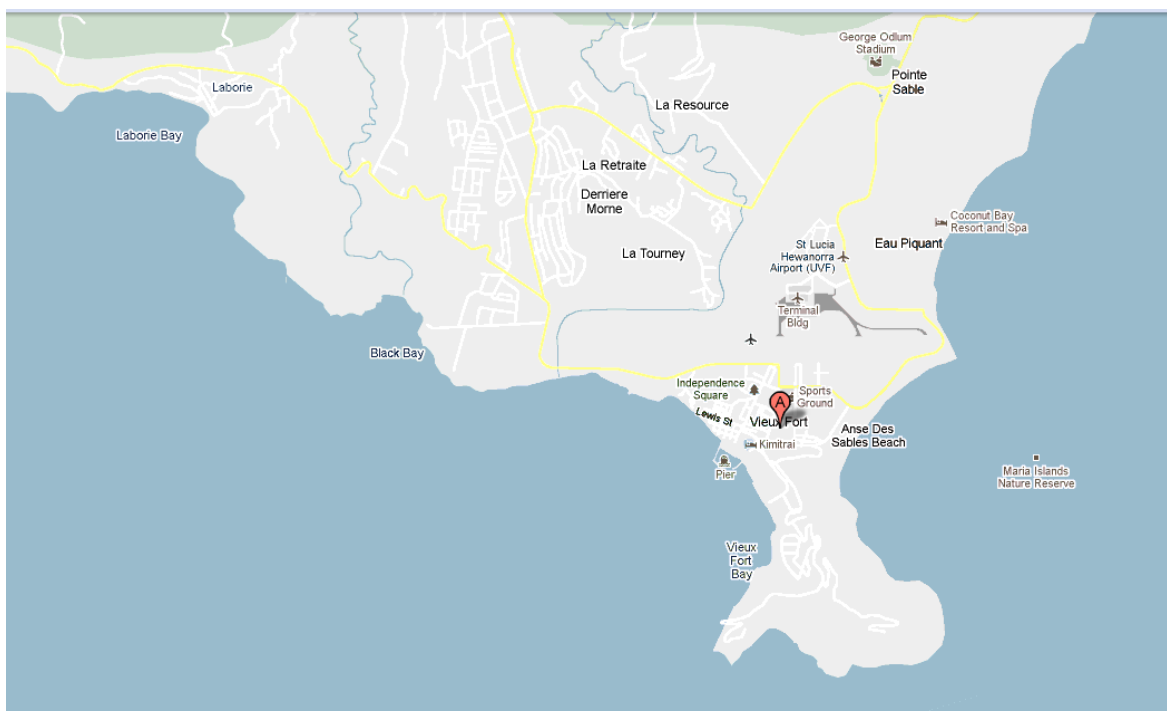 George Odlum
Stadium
Pointe
Sable
Laborie
La Resource
Laborie Bay
La Retraite
Derriere
Morne
Coconut Bay
Resort and Spa
St Lucia
Hewanorra
Airport (UVF)
Eau Piquant
La Tourney
Terminal
Bldg
Black Bay
Independence
Square
Sports
Ground
A
Lewis St
Vieux Fort
Anse Des
Sables Beach
Kimitrai
Pier
Maria Islands
Nature Reserve
Vieux
Fort
Bay